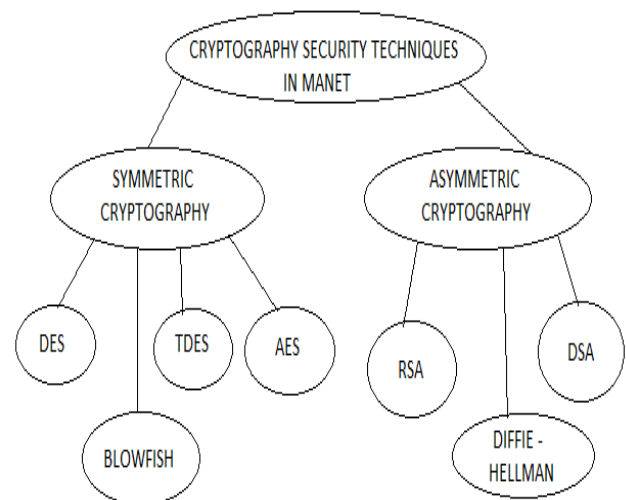 CRYPTOGRAPHY SECURITY TECHNIQUES
IN MANET
SYMMETRIC
CRYPTOGRAPHY
ASYMMETRIC
CRYPTOGRAPHY
DES
TDES
AES
RSA
DSA
BLOWFISH
DIFFIE -
HELLMAN